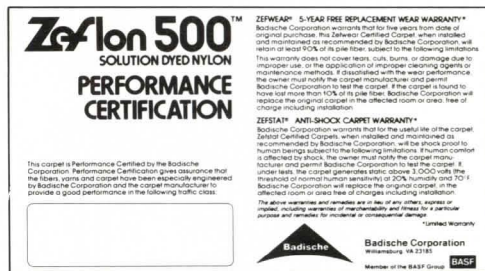 Zeflon 500™
SOLUTION DYED NYLON
PERFORMANCE
CERTIFICATION
This carpet is Performance Certified by the Badische
Corporation. Performance Certification gives assurance that
the fibers, yarns and carpet have been especially engineered
by Badische Corporation and the carpet manufacturer to
provide a good performance in the following traffic class:
ZEFWEAR® 5-YEAR FREE REPLACEMENT WEAR WARRANTY*
Badische Corporation warrants that for five years from date of
original purchase, this Zefwear Certified Carpet, when installed
and maintained as recommended by Badische Corporation, will
retain at least 90% of its pile fiber, subject to the following limitations
This warranty does not cover tears, cuts, burns, or damage due to
improper use, or the application of improper cleaning agents or
maintenance methods. If dissatisfied with the wear performance,
the owner must notify the carpet manufacturer and permit
Badische Corporation to test the carpet. If the carpet is found to
have lost more than 10% of its pile fiber, Badische Corporation will
replace the original carpet in the affected room or area, free of
charge including installation.
ZEFSTAT® ANTI-SHOCK CARPET WARRANTY*
Badische Corporation warrants that for the useful life of the carpet,
Zefstat Certified Carpets, when installed and maintained as
recommended by Badische Corporation, will be shock proof to
human beings subject to the following limitations. If human comfort
is affected by shock, the owner must notify the carpet manu-
facturer and permit Badische Corporation to test the carpet. If,
under tests, the carpet generates static above 3,000 volts (the
threshold of normal human sensitivity) at 20% humidity and 70°
Badische Corporation will replace the original carpet, in the
affected room or area free of charges including installation.
The above warranties and remedies are in lieu of any others, express or
implied, including warranties of merchantability and fitness for a particular
purpose and remedies for incidental or consequential damage.
*Limited Warranty
Badische
Badische Corporation
Williamsburg, VA 23185
Member of the BASF Group BASF